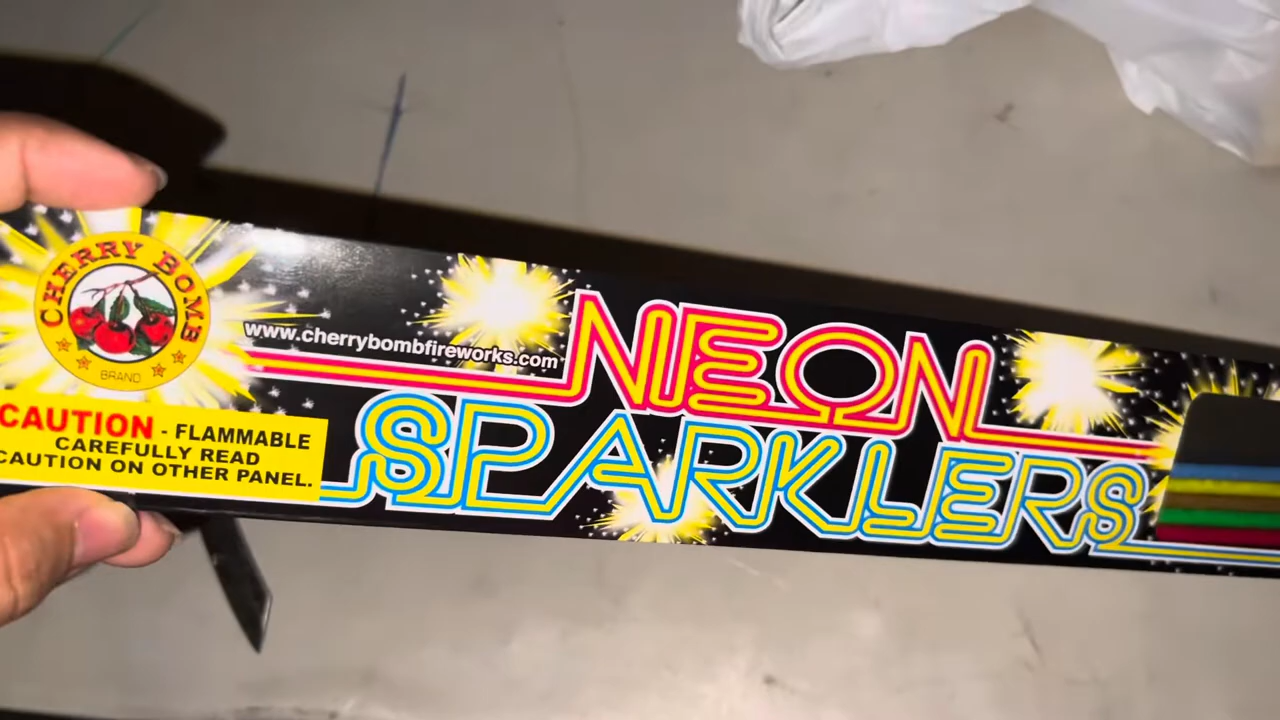 CHERRY BOMB
BRAND
www.cherrybombfireworks.com
NEON
SPARKLERS
CAUTION - FLAMMABLE
CAREFULLY READ
CAUTION ON OTHER PANEL.